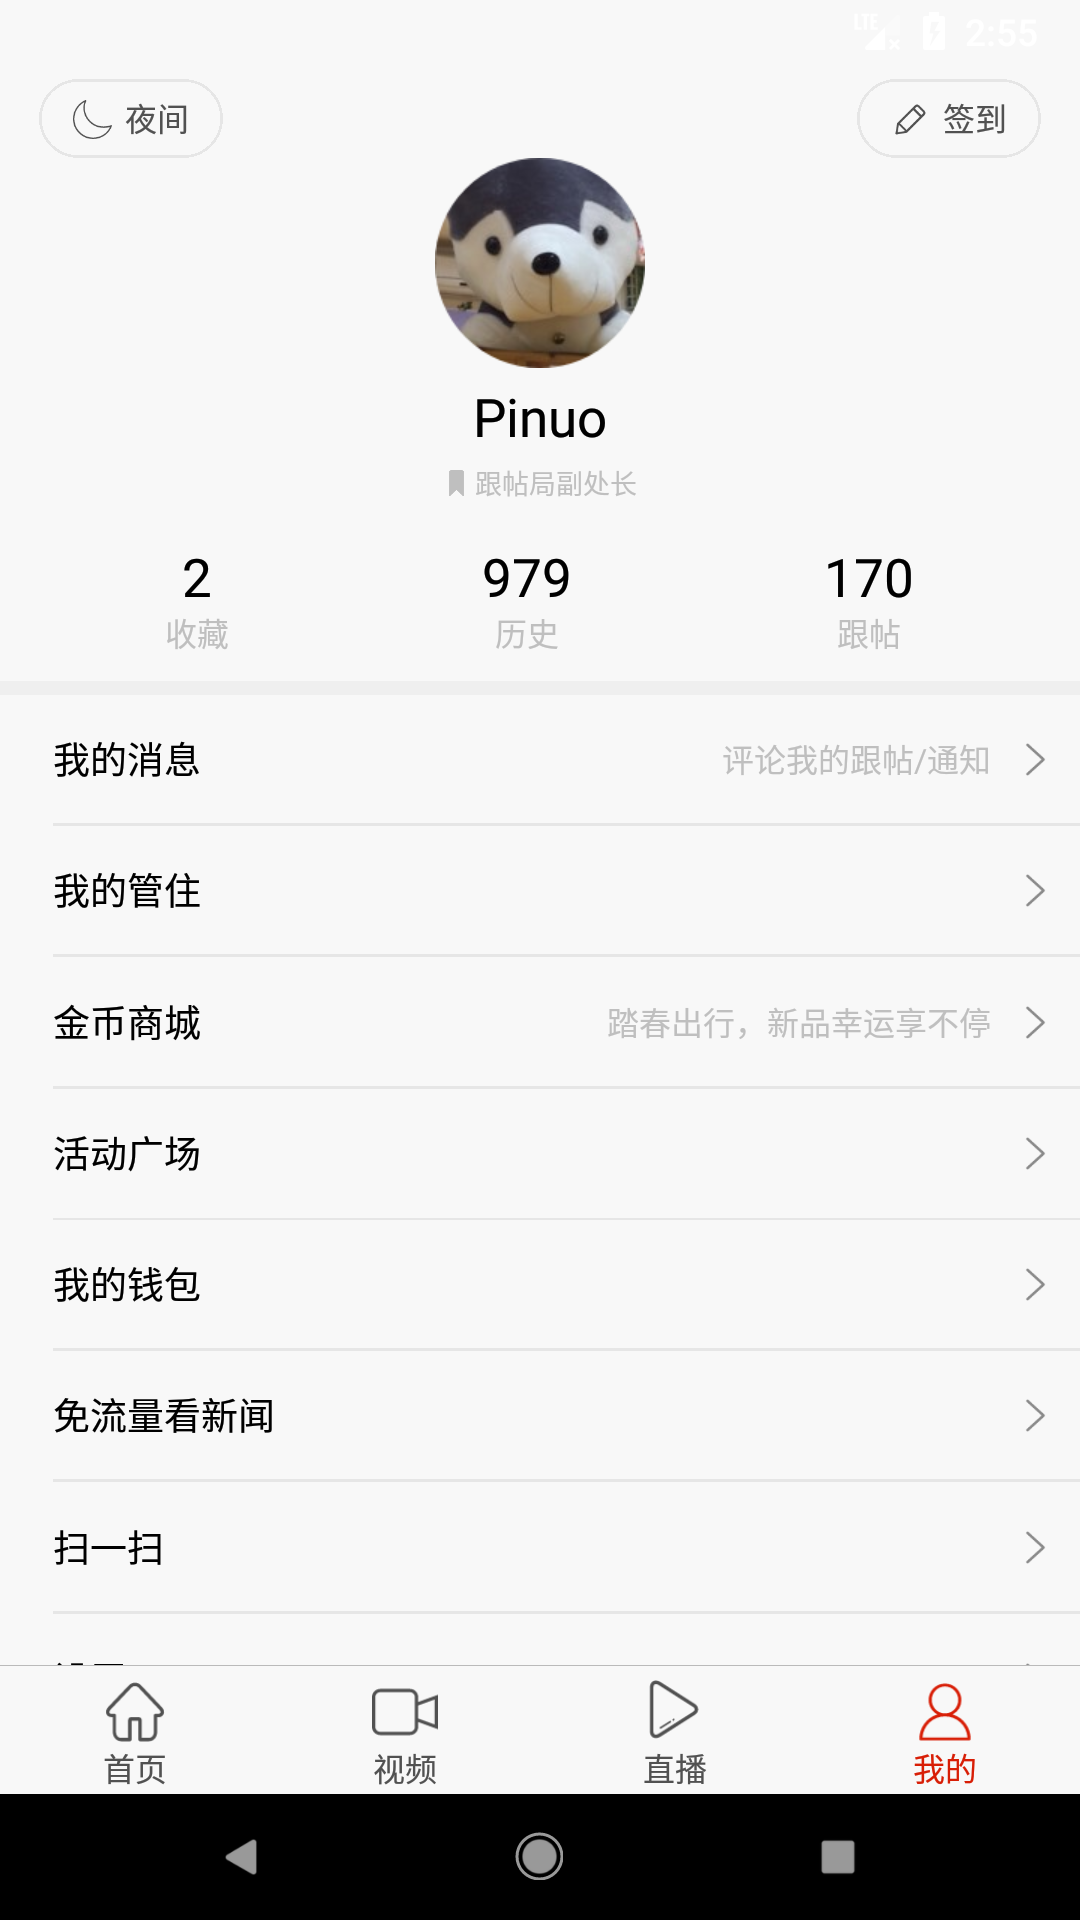 LTE 2:55
夜间 签到
Pinuo
跟帖局副处长
2 979 170
收藏 历史 跟帖
我的消息 评论我的跟帖/通知
我的管住
金币商城 踏春出行，新品幸运享不停
活动广场
我的钱包
免流量看新闻
扫一扫
首页 视频 直播 我的